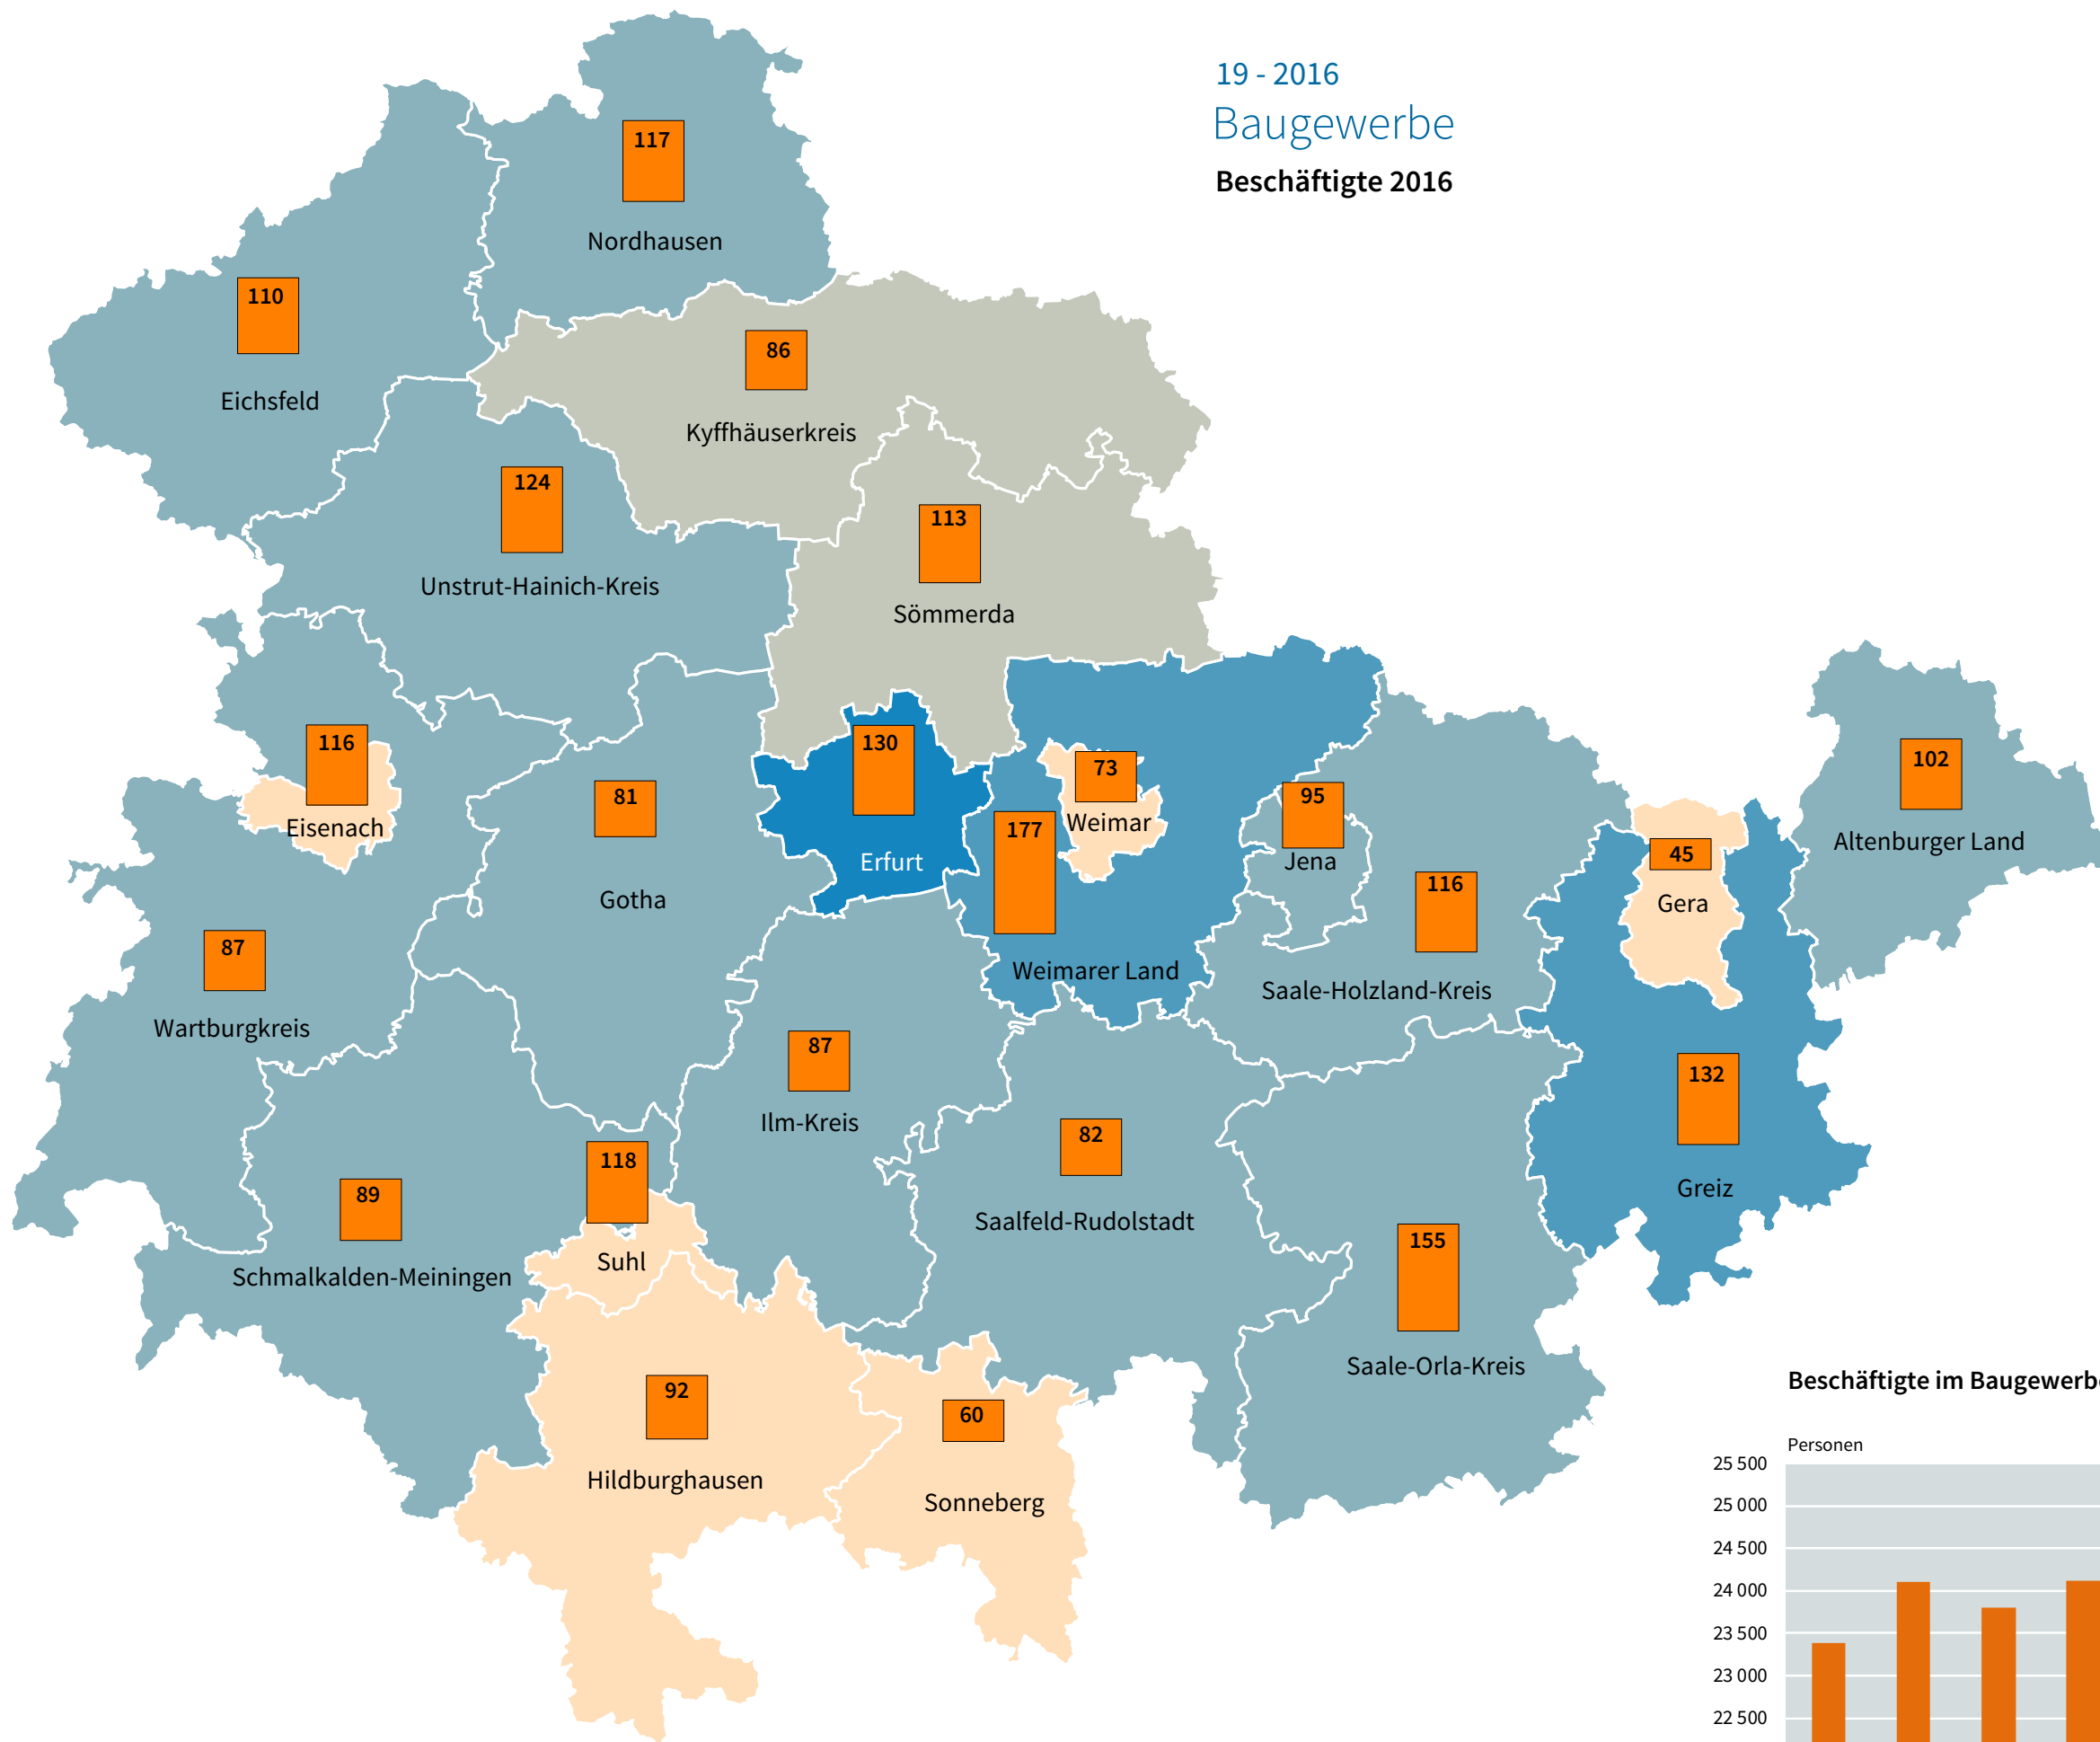 19 - 2016
Baugewerbe
Beschäftigte 2016
117
Nordhausen
110
Eichsfeld
86
Kyffhäuserkreis
124
Unstrut-Hainich-Kreis
113
Sömmerda
116
Eisenach
81
Gotha
130
Erfurt
73
Weimar
177
Weimarer Land
95
Jena
116
Saale-Holzland-Kreis
45
Gera
102
Altenburger Land
87
Wartburgkreis
87
Ilm-Kreis
132
Greiz
118
Suhl
89
Schmalkalden-Meiningen
82
Saalfeld-Rudolstadt
155
Saale-Orla-Kreis
92
Hildburghausen
60
Sonneberg
Beschäftigte im Baugewerbe
Personen
25 500
25 000
24 500
24 000
23 500
23 000
22 500